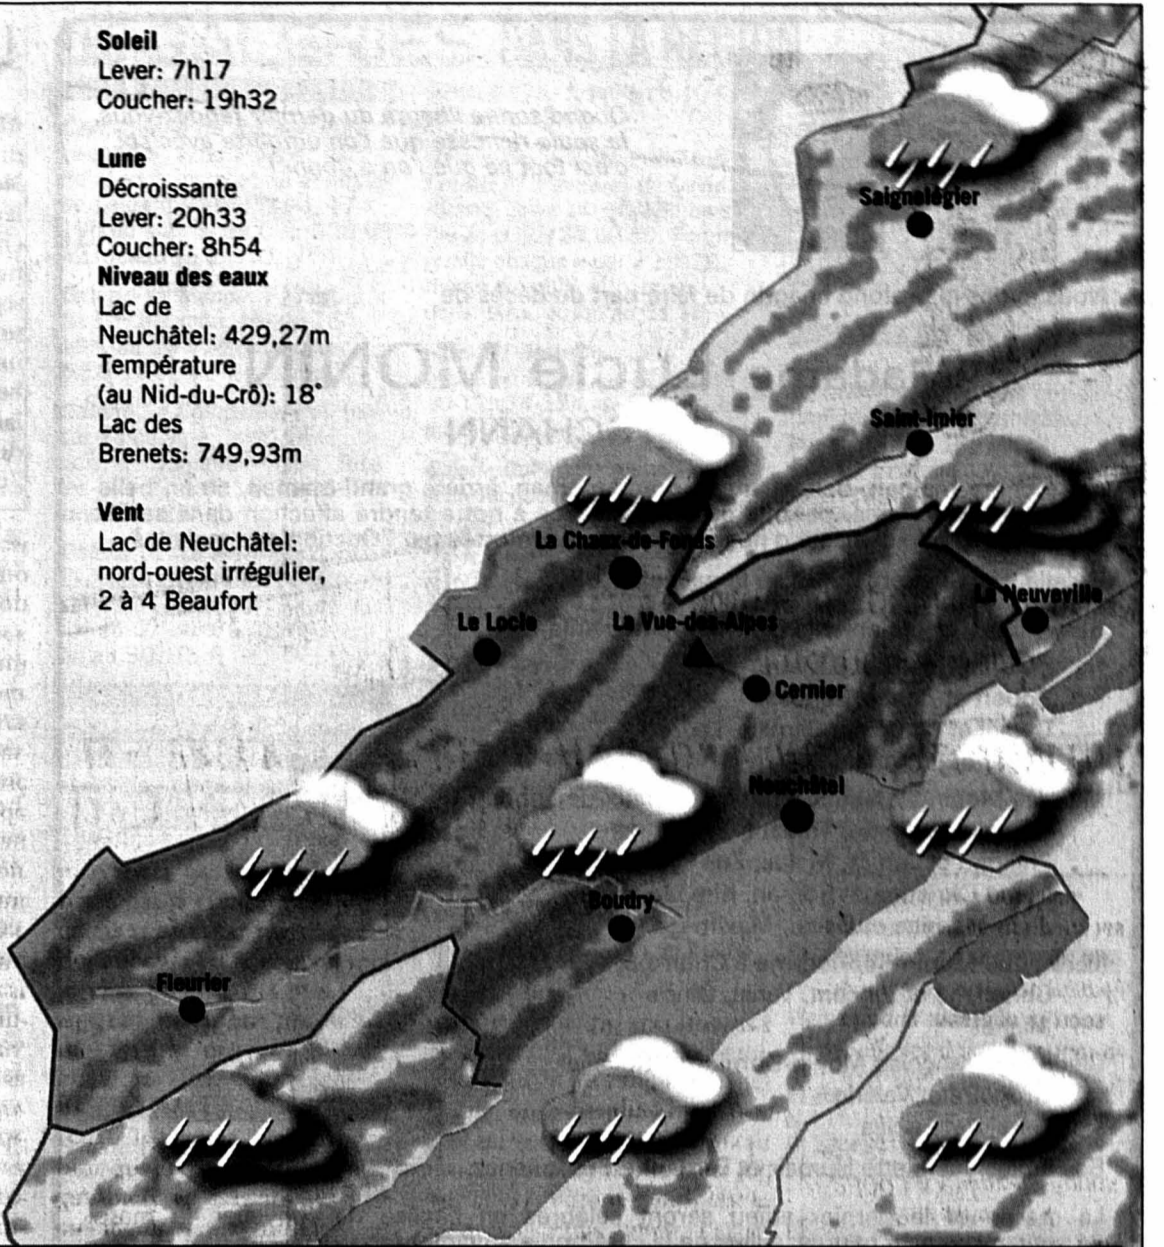 Soleil
Lever: 7h17
Coucher: 19h32
Lune
Décroissante
Lever: 20h33
Coucher: 8h54
Niveau des eaux
Lac de
Neuchâtel: 429,27m
Température
(au Nid-du-Crô): 18°
Lac des
Brenets: 749,93m
Vent
Lac de Neuchâtel:
nord-ouest irrégulier,
2 à 4 Beaufort
Saignelégier
Saint-Imier
La Chaux-de-Fonds
La Neuveville
Le Locle
La Vue-des-Alpes
Cernier
Neuchâtel
Boudry
Fleurier